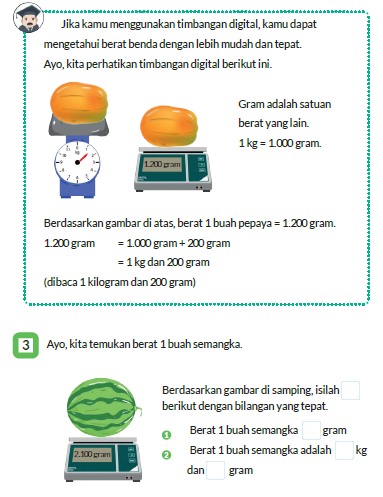 Jika kamu menggunakan timbangan digital, kamu dapat
mengetahui berat benda dengan lebih mudah dan tepat.
Ayo, kita perhatikan timbangan digital berikut ini.
Gram adalah satuan
berat yang lain.
1 kg = 1.000 gram.
1.200 gram
Berdasarkan gambar di atas, berat 1 buah pepaya = 1.200 gram.
1.200 gram = 1.000 gram + 200 gram
= 1 kg dan 200 gram
(dibaca 1 kilogram dan 200 gram)
3 Ayo, kita temukan berat 1 buah semangka.
Berdasarkan gambar di samping, isilah
berikut dengan bilangan yang tepat.
1 Berat 1 buah semangka gram
2 Berat 1 buah semangka adalah kg
dan gram
2.100 gram